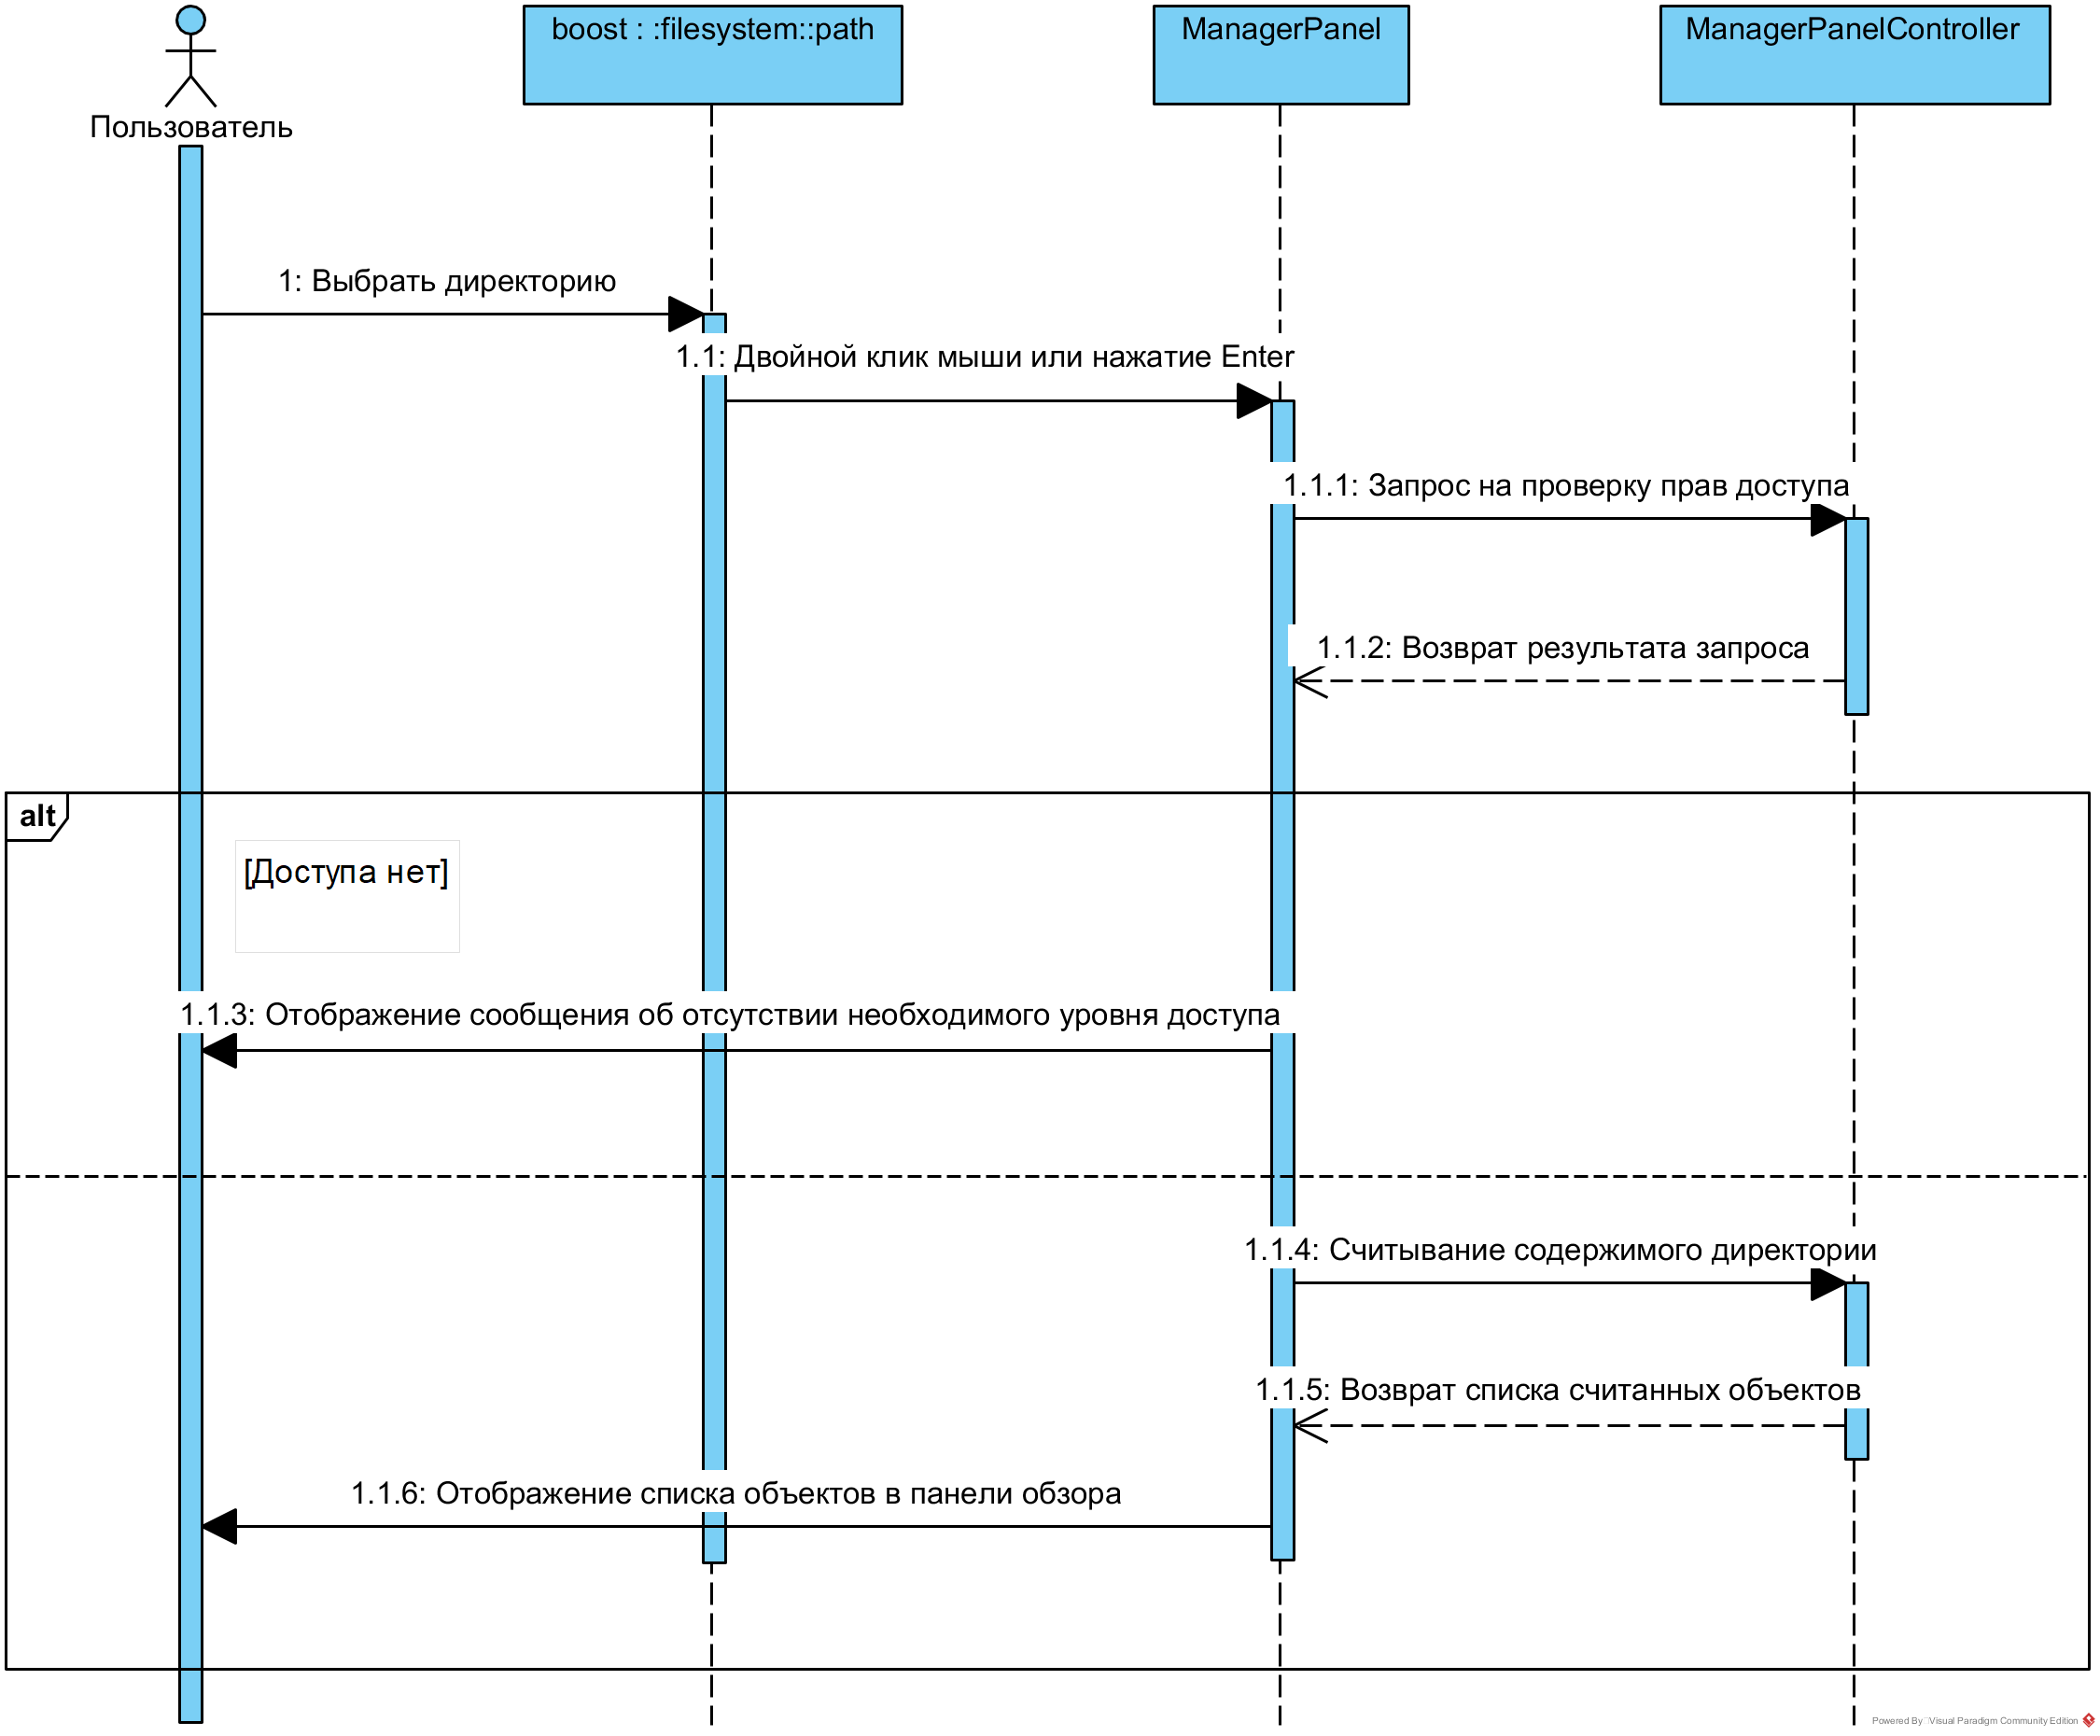 boost : :filesystem::path
ManagerPanel
ManagerPanelController
Пользователь
1: Выбрать директорию
1.1: Двойной клик мыши или нажатие Enter
1.1.1: Запрос на проверку прав доступа
1.1.2: Возврат результата запроса
alt
[Доступа нет]
1.1.3: Отображение сообщения об отсутствии необходимого уровня доступа
1.1.4: Считывание содержимого директории
1.1.5: Возврат списка считанных объектов
1.1.6: Отображение списка объектов в панели обзора
Powered By Visual Paradigm Community Edition